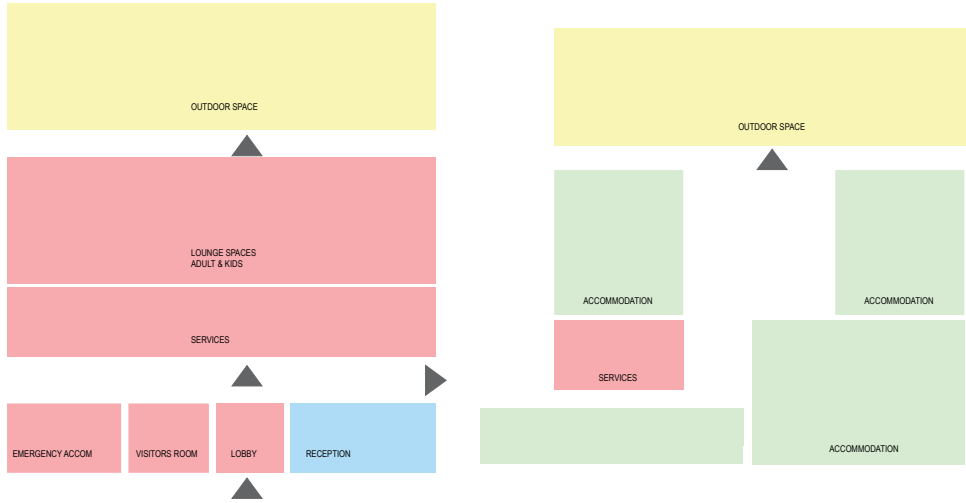 OUTDOOR SPACE
LOUNGE SPACES
ADULT & KIDS
SERVICES
EMERGENCY ACCOM
VISITORS ROOM
LOBBY
RECEPTION
OUTDOOR SPACE
ACCOMMODATION
ACCOMMODATION
SERVICES
ACCOMMODATION